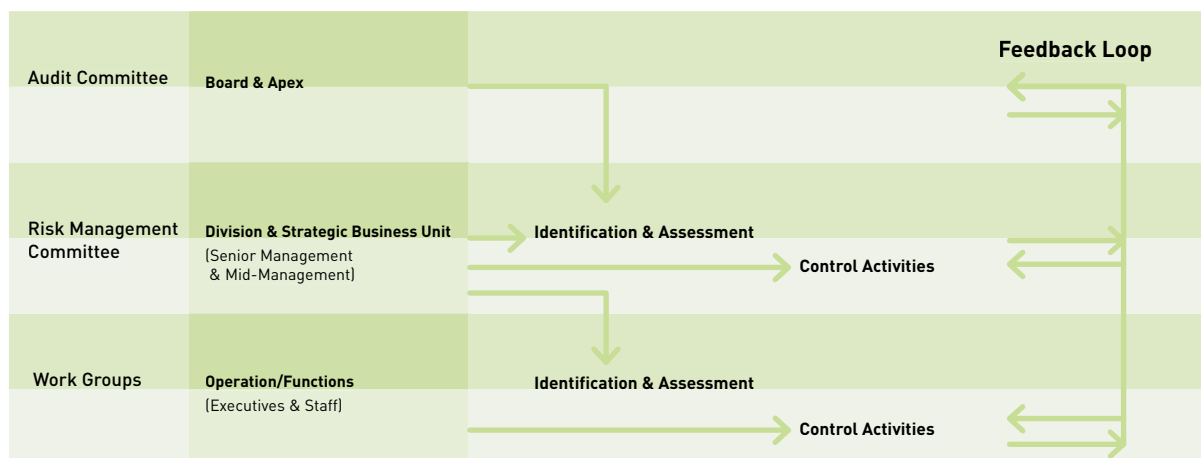 Feedback Loop
Audit Committee
Board & Apex
Risk Management
Committee
Division & Strategic Business Unit
(Senior Management
& Mid-Management)
Identification & Assessment
Control Activities
Work Groups
Operation/Functions
(Executives & Staff)
Identification & Assessment
Control Activities